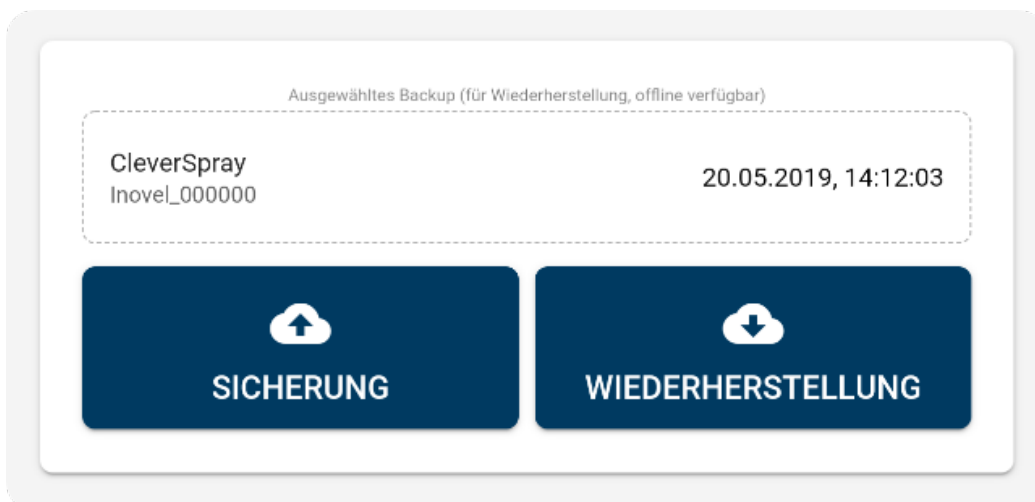 Ausgewähltes Backup (für Wiederherstellung, offline verfügbar)
CleverSpray
Inovel_000000
20.05.2019, 14:12:03
SICHERUNG
WIEDERHERSTELLUNG